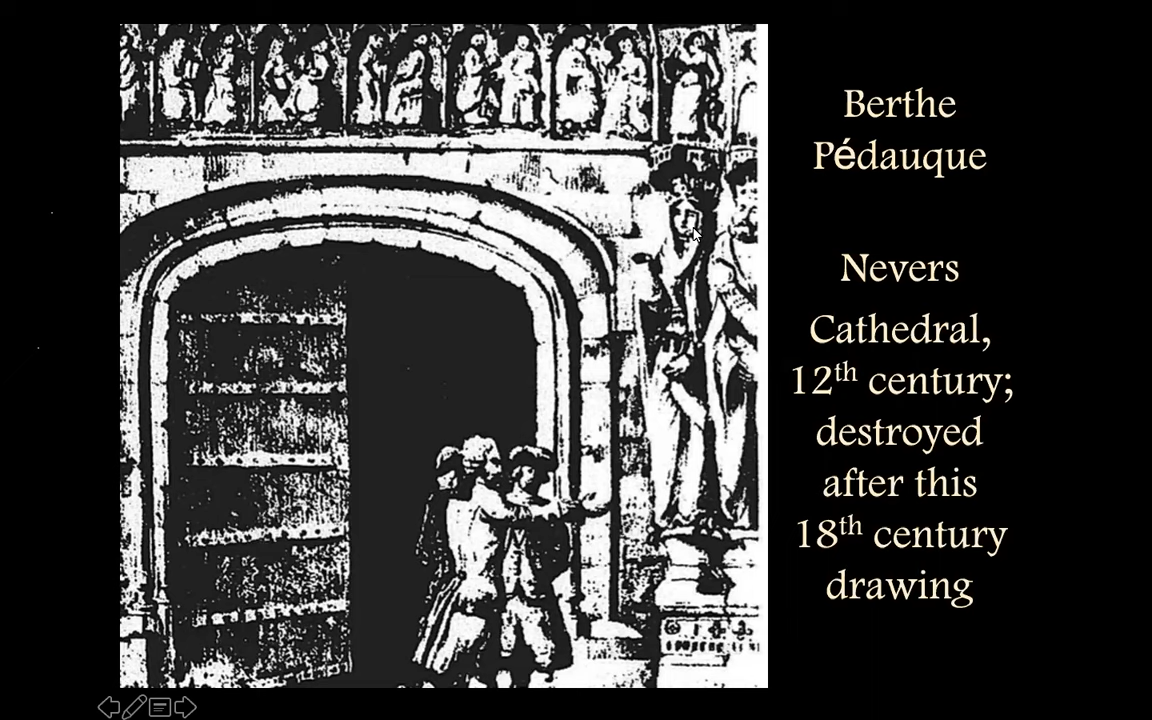 Berthe
Pédauque
Nevers
Cathedral,
12th century;
destroyed
after this
18th century
drawing